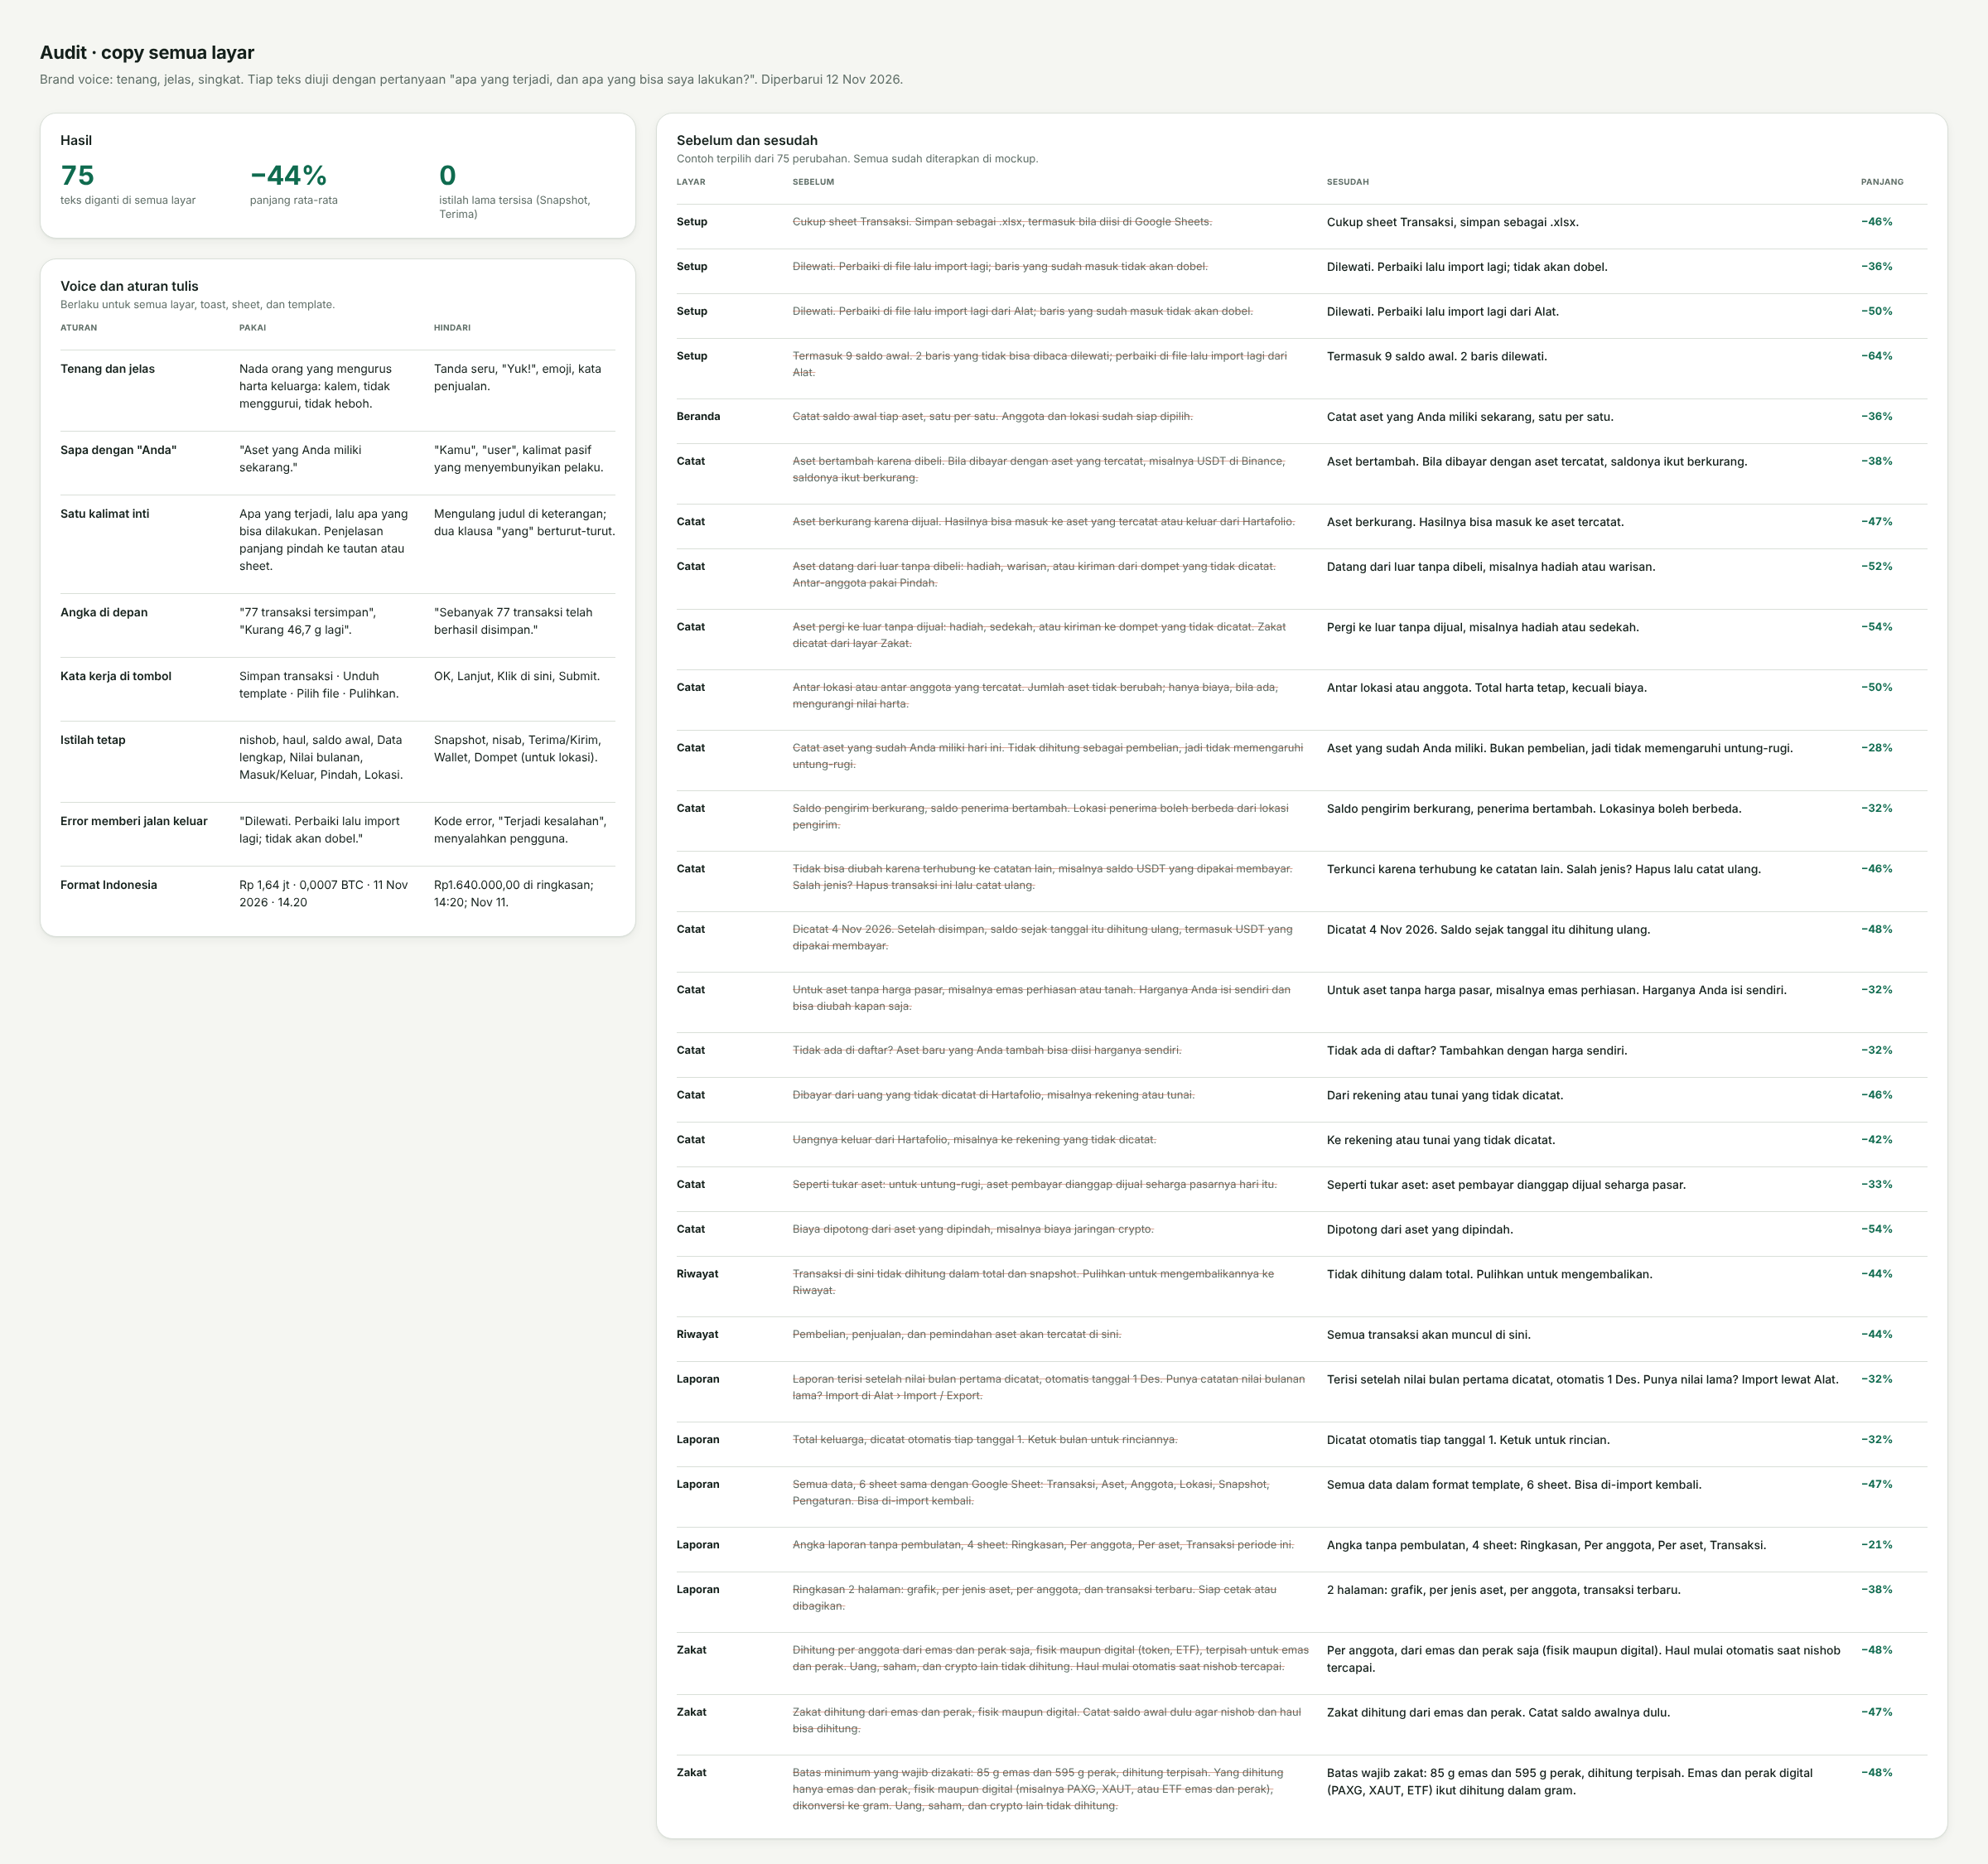 Audit · copy semua layar
Brand voice: tenang, jelas, singkat. Tiap teks diuji dengan pertanyaan "apa yang terjadi, dan apa yang bisa saya lakukan?". Diperbarui 12 Nov 2026.
Hasil
75
teks diganti di semua layar
−44%
panjang rata-rata
0
istilah lama tersisa (Snapshot,
Terima)
Voice dan aturan tulis
Berlaku untuk semua layar, toast, sheet, dan template.
ATURAN PAKAI HINDARI
Tenang dan jelas
Nada orang yang mengurus
harta keluarga: kalem, tidak
menggurui, tidak heboh.
Tanda seru, "Yuk!", emoji, kata
penjualan.
Sapa dengan "Anda"
"Aset yang Anda miliki
sekarang."
"Kamu", "user", kalimat pasif
yang menyembunyikan pelaku.
Satu kalimat inti
Apa yang terjadi, lalu apa yang
bisa dilakukan. Penjelasan
panjang pindah ke tautan atau
sheet.
Mengulang judul di keterangan;
dua klausa "yang" berturut-turut.
Angka di depan
"77 transaksi tersimpan",
"Kurang 46,7 g lagi".
"Sebanyak 77 transaksi telah
berhasil disimpan."
Kata kerja di tombol
Simpan transaksi · Unduh
template · Pilih file · Pulihkan.
OK, Lanjut, Klik di sini, Submit.
Istilah tetap
nishob, haul, saldo awal, Data
lengkap, Nilai bulanan,
Masuk/Keluar, Pindah, Lokasi.
Snapshot, nisab, Terima/Kirim,
Wallet, Dompet (untuk lokasi).
Error memberi jalan keluar
"Dilewati. Perbaiki lalu import
lagi; tidak akan dobel."
Kode error, "Terjadi kesalahan",
menyalahkan pengguna.
Format Indonesia
Rp 1,64 jt · 0,0007 BTC · 11 Nov
2026 · 14.20
Rp1.640.000,00 di ringkasan;
14:20; Nov 11.
Sebelum dan sesudah
Contoh terpilih dari 75 perubahan. Semua sudah diterapkan di mockup.
LAYAR SEBELUM SESUDAH PANJANG
Setup
Cukup sheet Transaksi. Simpan sebagai .xlsx, termasuk bila diisi di Google Sheets.
Cukup sheet Transaksi, simpan sebagai .xlsx.
−46%
Setup
Dilewati. Perbaiki di file lalu import lagi; baris yang sudah masuk tidak akan dobel.
Dilewati. Perbaiki lalu import lagi; tidak akan dobel.
−36%
Setup
Dilewati. Perbaiki di file lalu import lagi dari Alat; baris yang sudah masuk tidak akan dobel.
Dilewati. Perbaiki lalu import lagi dari Alat.
−50%
Setup
Termasuk 9 saldo awal. 2 baris yang tidak bisa dibaca dilewati; perbaiki di file lalu import lagi dari
Alat.
Termasuk 9 saldo awal. 2 baris dilewati.
−64%
Beranda
Catat saldo awal tiap aset, satu per satu. Anggota dan lokasi sudah siap dipilih.
Catat aset yang Anda miliki sekarang, satu per satu.
−36%
Catat
Aset bertambah karena dibeli. Bila dibayar dengan aset yang tercatat, misalnya USDT di Binance,
saldonya ikut berkurang.
Aset bertambah. Bila dibayar dengan aset tercatat, saldonya ikut berkurang.
−38%
Catat
Aset berkurang karena dijual. Hasilnya bisa masuk ke aset yang tercatat atau keluar dari Hartafolio.
Aset berkurang. Hasilnya bisa masuk ke aset tercatat.
−47%
Catat
Aset datang dari luar tanpa dibeli: hadiah, warisan, atau kiriman dari dompet yang tidak dicatat.
Antar-anggota pakai Pindah.
Datang dari luar tanpa dibeli, misalnya hadiah atau warisan.
−52%
Catat
Aset pergi ke luar tanpa dijual: hadiah, sedekah, atau kiriman ke dompet yang tidak dicatat. Zakat
dicatat dari layar Zakat.
Pergi ke luar tanpa dijual, misalnya hadiah atau sedekah.
−54%
Catat
Antar lokasi atau antar anggota yang tercatat. Jumlah aset tidak berubah; hanya biaya, bila ada,
mengurangi nilai harta.
Antar lokasi atau anggota. Total harta tetap, kecuali biaya.
−50%
Catat
Catat aset yang sudah Anda miliki hari ini. Tidak dihitung sebagai pembelian, jadi tidak memengaruhi
untung-rugi.
Aset yang sudah Anda miliki. Bukan pembelian, jadi tidak memengaruhi untung-rugi.
−28%
Catat
Saldo pengirim berkurang, saldo penerima bertambah. Lokasi penerima boleh berbeda dari lokasi
pengirim.
Saldo pengirim berkurang, penerima bertambah. Lokasinya boleh berbeda.
−32%
Catat
Tidak bisa diubah karena terhubung ke catatan lain, misalnya saldo USDT yang dipakai membayar.
Salah jenis? Hapus transaksi ini lalu catat ulang.
Terkunci karena terhubung ke catatan lain. Salah jenis? Hapus lalu catat ulang.
−46%
Catat
Dicatat 4 Nov 2026. Setelah disimpan, saldo sejak tanggal itu dihitung ulang, termasuk USDT yang
dipakai membayar.
Dicatat 4 Nov 2026. Saldo sejak tanggal itu dihitung ulang.
−48%
Catat
Untuk aset tanpa harga pasar, misalnya emas perhiasan atau tanah. Harganya Anda isi sendiri dan
bisa diubah kapan saja.
Untuk aset tanpa harga pasar, misalnya emas perhiasan. Harganya Anda isi sendiri.
−32%
Catat
Tidak ada di daftar? Aset baru yang Anda tambah bisa diisi harganya sendiri.
Tidak ada di daftar? Tambahkan dengan harga sendiri.
−32%
Catat
Dibayar dari uang yang tidak dicatat di Hartafolio, misalnya rekening atau tunai.
Dari rekening atau tunai yang tidak dicatat.
−46%
Catat
Uangnya keluar dari Hartafolio, misalnya ke rekening yang tidak dicatat.
Ke rekening atau tunai yang tidak dicatat.
−42%
Catat
Seperti tukar aset: untuk untung-rugi, aset pembayar dianggap dijual seharga pasarnya hari itu.
Seperti tukar aset: aset pembayar dianggap dijual seharga pasar.
−33%
Catat
Biaya dipotong dari aset yang dipindah, misalnya biaya jaringan crypto.
Dipotong dari aset yang dipindah.
−54%
Riwayat
Transaksi di sini tidak dihitung dalam total dan snapshot. Pulihkan untuk mengembalikannya ke
Riwayat.
Tidak dihitung dalam total. Pulihkan untuk mengembalikan.
−44%
Riwayat
Pembelian, penjualan, dan pemindahan aset akan tercatat di sini.
Semua transaksi akan muncul di sini.
−44%
Laporan
Laporan terisi setelah nilai bulan pertama dicatat, otomatis tanggal 1 Des. Punya catatan nilai bulanan
lama? Import di Alat › Import / Export.
Terisi setelah nilai bulan pertama dicatat, otomatis 1 Des. Punya nilai lama? Import lewat Alat.
−32%
Laporan
Total keluarga, dicatat otomatis tiap tanggal 1. Ketuk bulan untuk rinciannya.
Dicatat otomatis tiap tanggal 1. Ketuk untuk rincian.
−32%
Laporan
Semua data, 6 sheet sama dengan Google Sheet: Transaksi, Aset, Anggota, Lokasi, Snapshot,
Pengaturan. Bisa di-import kembali.
Semua data dalam format template, 6 sheet. Bisa di-import kembali.
−47%
Laporan
Angka laporan tanpa pembulatan, 4 sheet: Ringkasan, Per anggota, Per aset, Transaksi periode ini.
Angka tanpa pembulatan, 4 sheet: Ringkasan, Per anggota, Per aset, Transaksi.
−21%
Laporan
Ringkasan 2 halaman: grafik, per jenis aset, per anggota, dan transaksi terbaru. Siap cetak atau
dibagikan.
2 halaman: grafik, per jenis aset, per anggota, transaksi terbaru.
−38%
Zakat
Dihitung per anggota dari emas dan perak saja, fisik maupun digital (token, ETF), terpisah untuk emas
dan perak. Uang, saham, dan crypto lain tidak dihitung. Haul mulai otomatis saat nishob tercapai.
Per anggota, dari emas dan perak saja (fisik maupun digital). Haul mulai otomatis saat nishob
tercapai.
−48%
Zakat
Zakat dihitung dari emas dan perak, fisik maupun digital. Catat saldo awal dulu agar nishob dan haul
bisa dihitung.
Zakat dihitung dari emas dan perak. Catat saldo awalnya dulu.
−47%
Zakat
Batas minimum yang wajib dizakati: 85 g emas dan 595 g perak, dihitung terpisah. Yang dihitung
hanya emas dan perak, fisik maupun digital (misalnya PAXG, XAUT, atau ETF emas dan perak),
dikonversi ke gram. Uang, saham, dan crypto lain tidak dihitung.
Batas wajib zakat: 85 g emas dan 595 g perak, dihitung terpisah. Emas dan perak digital
(PAXG, XAUT, ETF) ikut dihitung dalam gram.
−48%